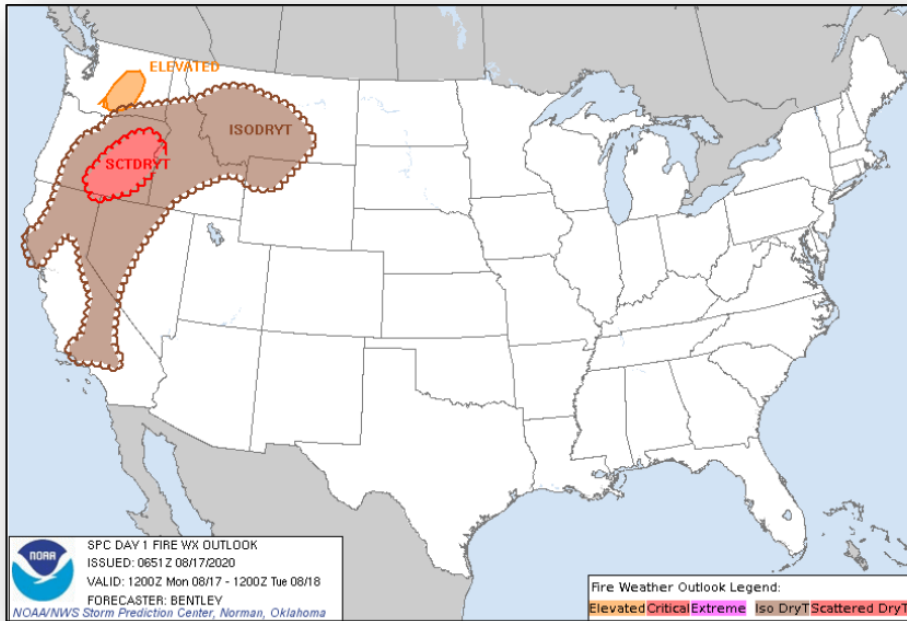 ELEVATED
ISODRYT
SCTDRYT
NOAA
SPC DAY 1 FIRE WX OUTLOOK
ISSUED: 0651Z 08/17/2020
VALID: 1200Z Mon 08/17 - 1200Z Tue 08/18
FORECASTER: BENTLEY
NOAA/NWS Storm Prediction Center, Norman, Oklahoma
Fire Weather Outlook Legend:
Elevated Critical Extreme Iso DryT Scattered DryT